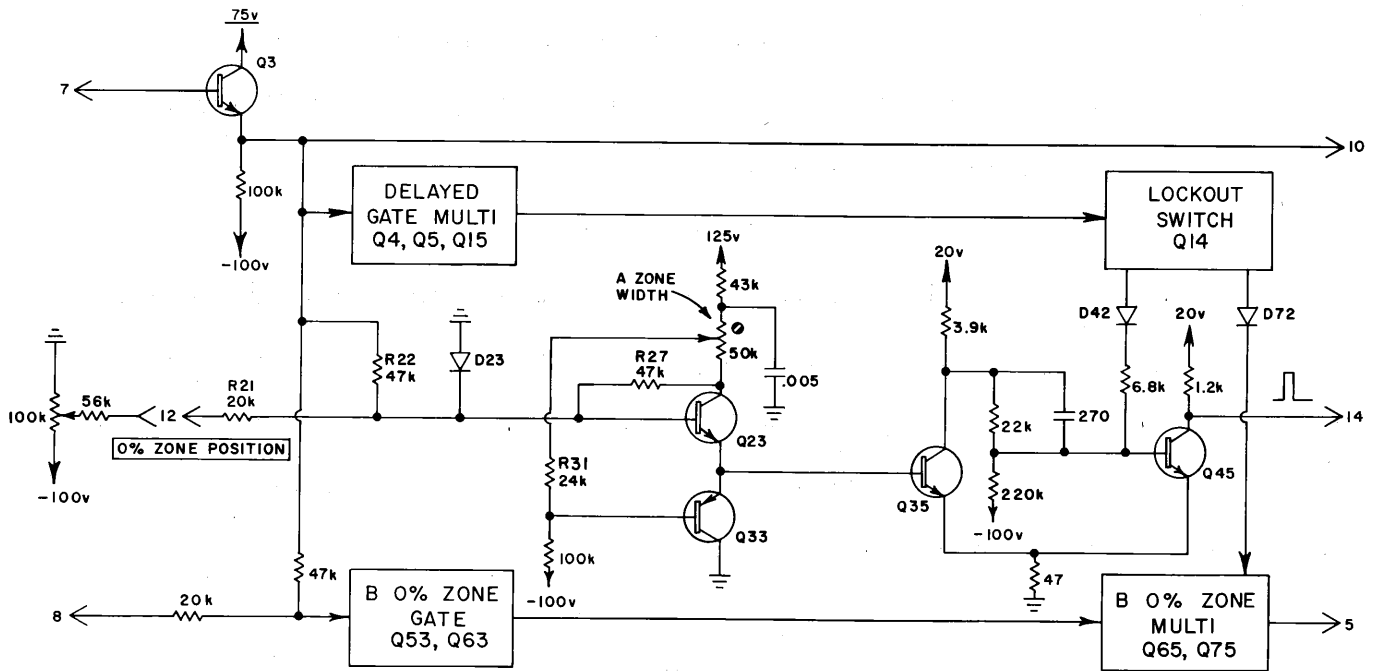 75v
Q3
7
10
100k
-100v
DELAYED
GATE MULTI
Q4, Q5, Q15
LOCKOUT
SWITCH
Q14
125v
43k
A ZONE
WIDTH
50k
.005
20v
3.9k
D42
20v
D72
6.8k
1.2k
R22
47k
D23
R27
47k
100k
56k
12
R21
20k
0% ZONE POSITION
-100v
Q23
22k
270
14
Q45
R31
24k
Q35
220k
-100v
Q33
100k
-100v
47
47k
20k
8
B 0% ZONE
GATE
Q53, Q63
B 0% ZONE
MULTI
Q65, Q75
5